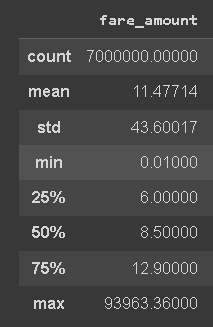 fare_amount
count 7000000.00000
mean 11.47714
std 43.60017
min 0.01000
25% 6.00000
50% 8.50000
75% 12.90000
max 93963.36000